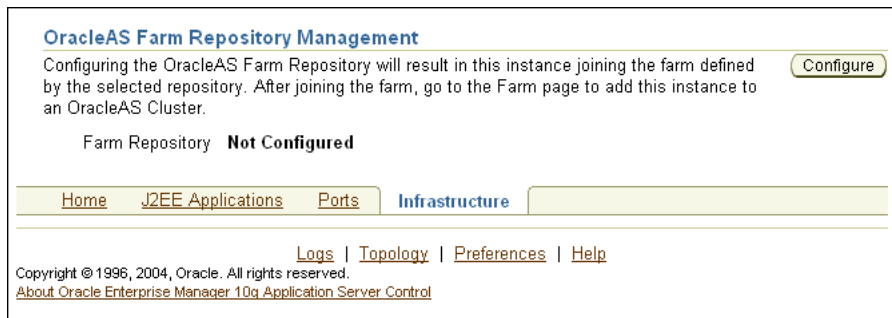 OracleAS Farm Repository Management
Configuring the OracleAS Farm Repository will result in this instance joining the farm defined
by the selected repository. After joining the farm, go to the Farm page to add this instance to
an OracleAS Cluster.
Configure
Farm Repository Not Configured
Home J2EE Applications Ports Infrastructure
Logs | Topology | Preferences | Help
Copyright © 1996, 2004, Oracle. All rights reserved.
About Oracle Enterprise Manager 10g Application Server Control